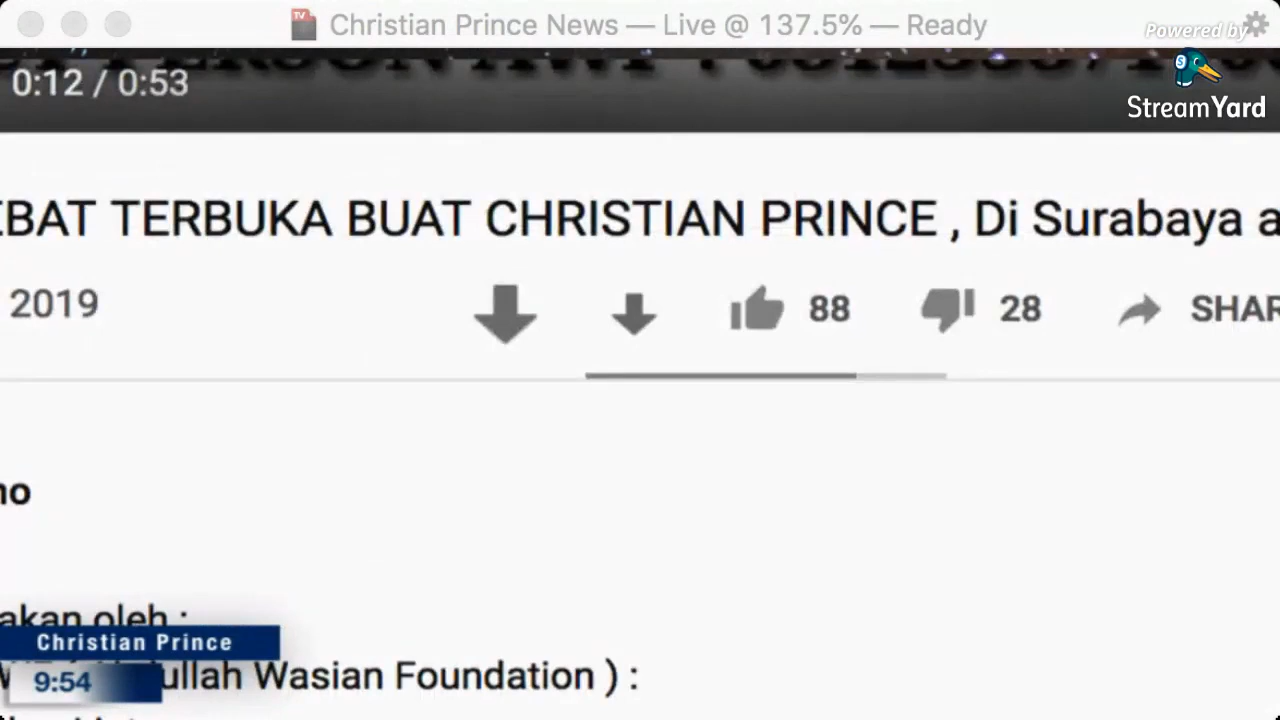 Christian Prince News — Live @ 137.5% — Ready
Powered by
StreamYard
0:12 / 0:53
EBAT TERBUKA BUAT CHRISTIAN PRINCE , Di Surabaya a
2019
88
28
SHAR
no
akan oleh :
Christian Prince
ullah Wasian Foundation ) :
9:54